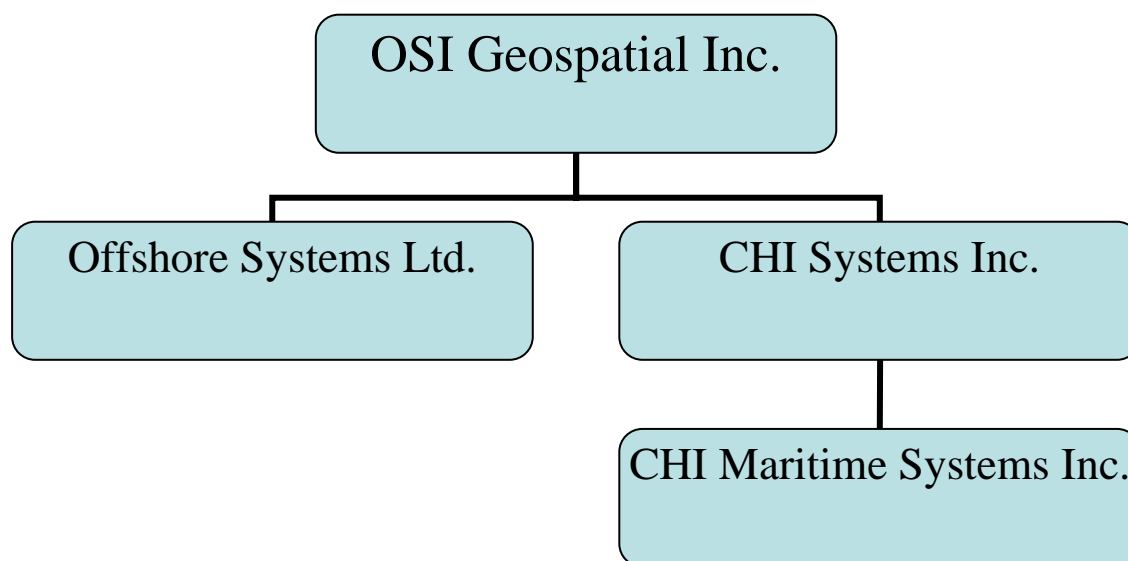 OSI Geospatial Inc.
Offshore Systems Ltd.
CHI Systems Inc.
CHI Maritime Systems Inc.